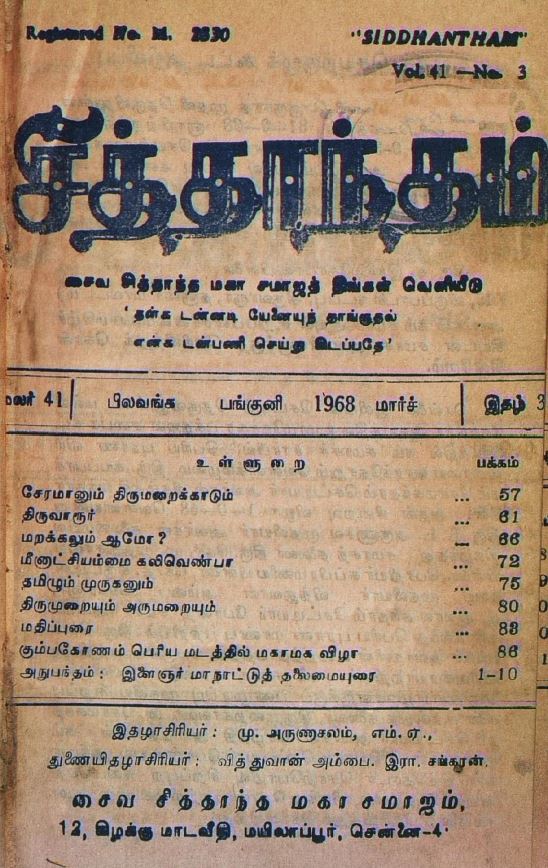 Registered No. M. 2330 "SIDDHANTHAM"
Vol. 41 —No. 3
சித்தாந்தம்
சைவ சித்தாந்த மகா சமாஜத் திங்கள் வெளியீடு
'தன்க டன்னடி யேனையுந் தாங்குதல்
என்க டன்பணி செய்து கிடப்பதே'
மலர் 41 பிலவங்க பங்குனி 1968 மார்ச் இதழ் 3
உள்ளுறை பக்கம்
சேரமானும் திருமறைக்காடும் ... 57
திருவாரூர் ... 61
மறக்கலும் ஆமோ? ... 66
மீனாட்சியம்மை கலிவெண்பா ... 72
தமிழும் முருகனும் ... 75
திருமுறையும் அருமறையும் ... 80
மதிப்புரை ... 83
கும்பகோணம் பெரிய மடத்தில் மகாமக விழா ... 86
அநுபந்தம் : இளைஞர் மாநாட்டுத் தலைமையுரை 1-10
இதழாசிரியர் : மு. அருணாசலம், எம். ஏ.,
துணையிதழாசிரியர் : வித்துவான் அம்பை. இரா. சங்கரன்.
சைவ சித்தாந்த மகா சமாஜம்,
12, கிழக்கு மாடவீதி, மயிலாப்பூர், சென்னை-4.